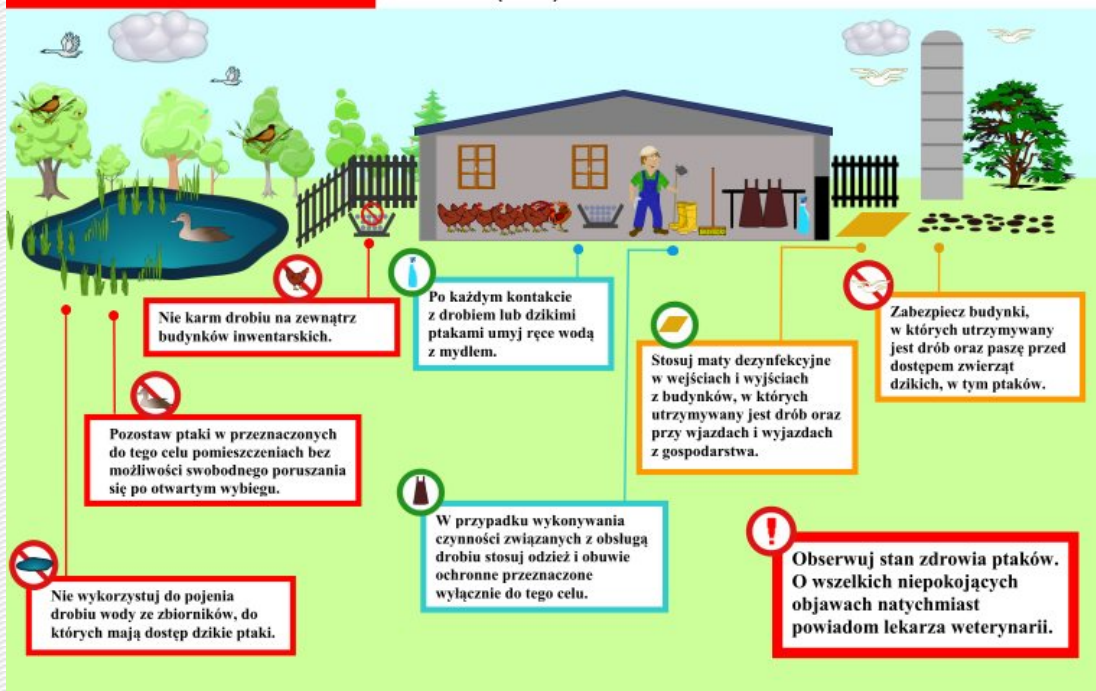 Nie karm drobiu na zewnątrz
budynków inwentarskich.
Po każdym kontakcie
z drobiem lub dzikimi
ptakami umyj ręce wodą
z mydłem.
Stosuj maty dezynfekcyjne
w wejściach i wyjściach
z budynków, w których
utrzymywany jest drób oraz
przy wjazdach i wyjazdach
z gospodarstwa.
Zabezpiecz budynki,
w których utrzymywany
jest drób oraz paszę przed
dostępem zwierząt
dzikich, w tym ptaków.
Pozostaw ptaki w przeznaczonych
do tego celu pomieszczeniach bez
możliwości swobodnego poruszania
się po otwartym wybiegu.
W przypadku wykonywania
czynności związanych z obsługą
drobiu stosuj odzież i obuwie
ochronne przeznaczone
wyłącznie do tego celu.
Nie wykorzystuj do pojenia
drobiu wody ze zbiorników, do
których mają dostęp dzikie ptaki.
Obserwuj stan zdrowia ptaków.
O wszelkich niepokojących
objawach natychmiast
powiadom lekarza weterynarii.